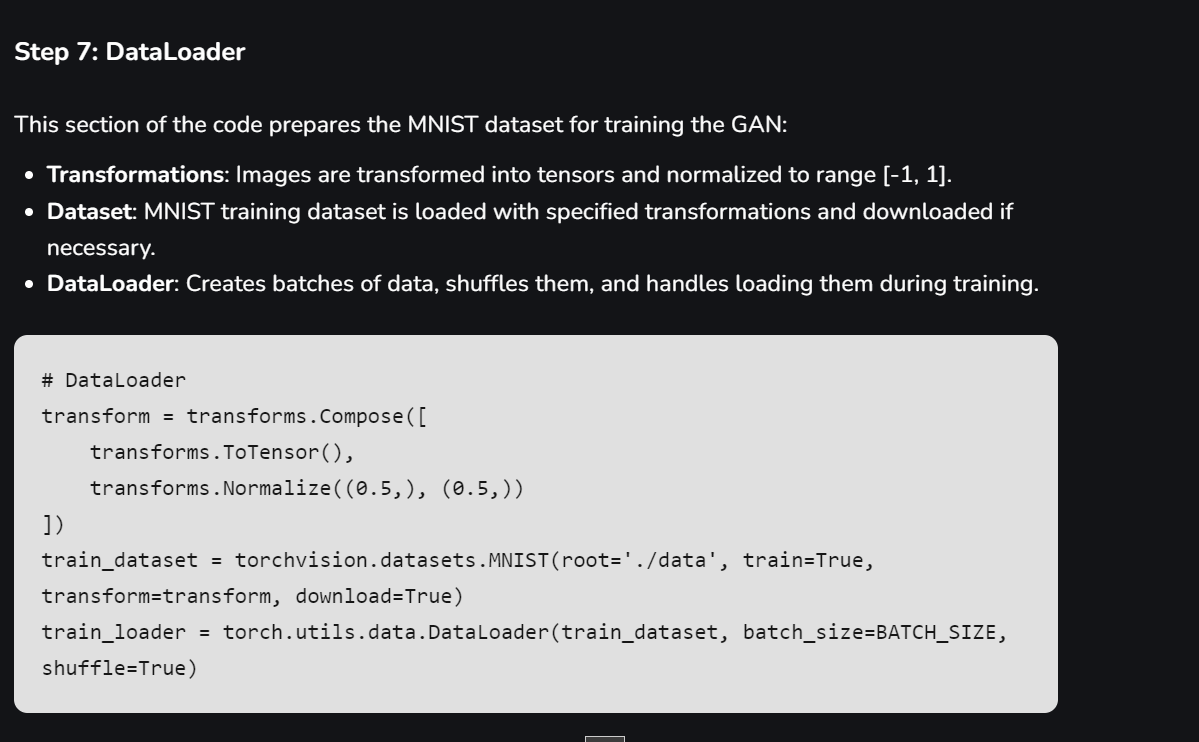 Step 7: DataLoader
This section of the code prepares the MNIST dataset for training the GAN:
Transformations: Images are transformed into tensors and normalized to range [-1, 1].
Dataset: MNIST training dataset is loaded with specified transformations and downloaded if
necessary.
DataLoader: Creates batches of data, shuffles them, and handles loading them during training.
# DataLoader
transform = transforms.Compose([
    transforms.ToTensor(),
    transforms.Normalize((0.5,), (0.5,))
])
train_dataset = torchvision.datasets.MNIST(root='./data', train=True,
transform=transform, download=True)
train_loader = torch.utils.data.DataLoader(train_dataset, batch_size=BATCH_SIZE,
shuffle=True)